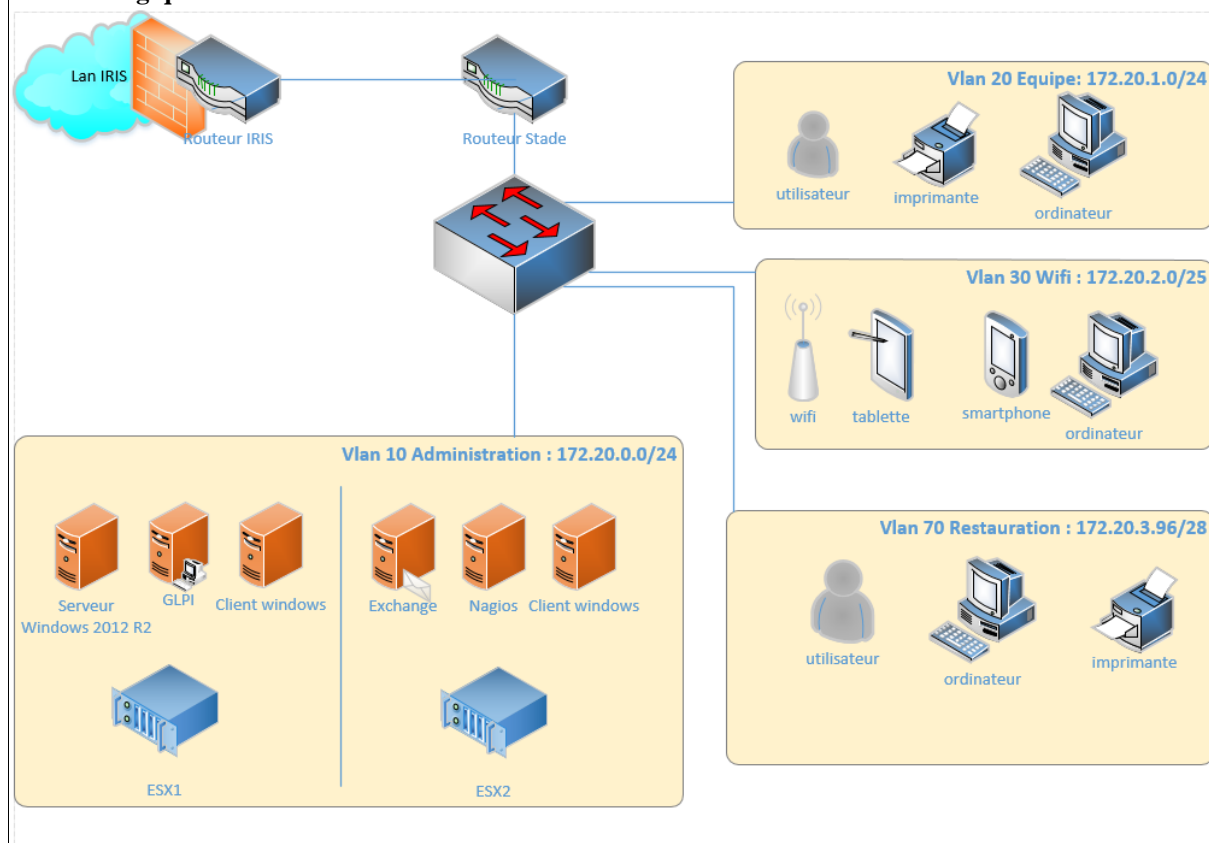 Lan IRIS
Routeur IRIS
Routeur Stade
Vlan 20 Equipe: 172.20.1.0/24
utilisateur
imprimante
ordinateur
Vlan 30 Wifi : 172.20.2.0/25
wifi
tablette
smartphone
ordinateur
Vlan 10 Administration : 172.20.0.0/24
Serveur
Windows 2012 R2
GLPI
Client windows
Exchange
Nagios
Client windows
ESX1
ESX2
Vlan 70 Restauration : 172.20.3.96/28
utilisateur
ordinateur
imprimante